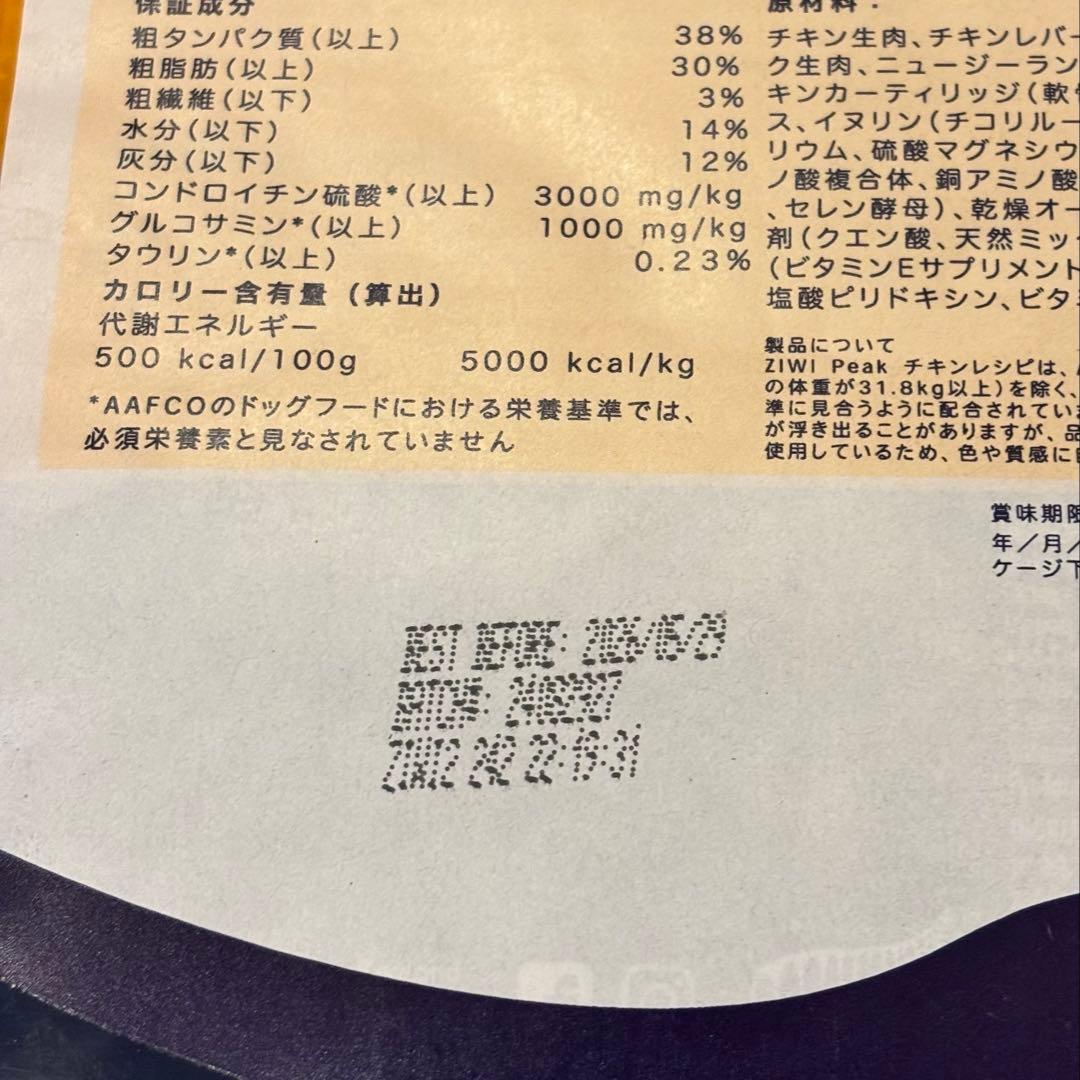 保証成分
粗タンパク質(以上) 38%
粗脂肪(以上) 30%
粗繊維(以下) 3%
水分(以下) 14%
灰分(以下) 12%
コンドロイチン硫酸*(以上) 3000 mg/kg
グルコサミン*(以上) 1000 mg/kg
タウリン*(以上) 0.23%
カロリー含有量（算出）
代謝エネルギー
500 kcal/100g 5000 kcal/kg
*AAFCOのドッグフードにおける栄養基準では、
必須栄養素と見なされていません
原材料：
チキン生肉、チキンレバー
ク生肉、ニュージーラン
キンカーティリッジ（軟
ス、イヌリン（チコリルー
リウム、硫酸マグネシウ
ノ酸複合体、銅アミノ酸
、セレン酵母）、乾燥オー
剤（クエン酸、天然ミッ
（ビタミンEサプリメント
塩酸ピリドキシン、ビタ
製品について
ZIWI Peak チキンレシピは、
の体重が31.8kg以上）を除く、
準に見合うように配合されてい
が浮き出ることがありますが、品
使用しているため、色や質感に
賞味期限
年／月／
ケージ下
BEST BEFORE: